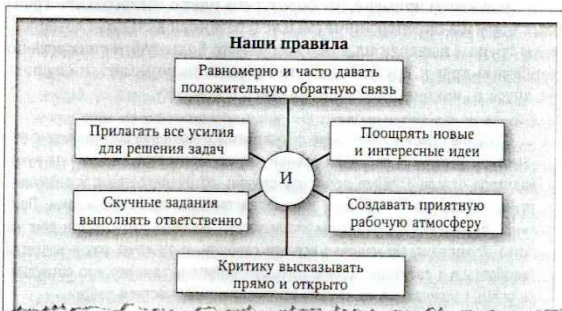 Наши правила
Равномерно и часто давать
положительную обратную связь
Прилагать все усилия
для решения задач
Поощрять новые
и интересные идеи
И
Скучные задания
выполнять ответственно
Создавать приятную
рабочую атмосферу
Критику высказывать
прямо и открыто